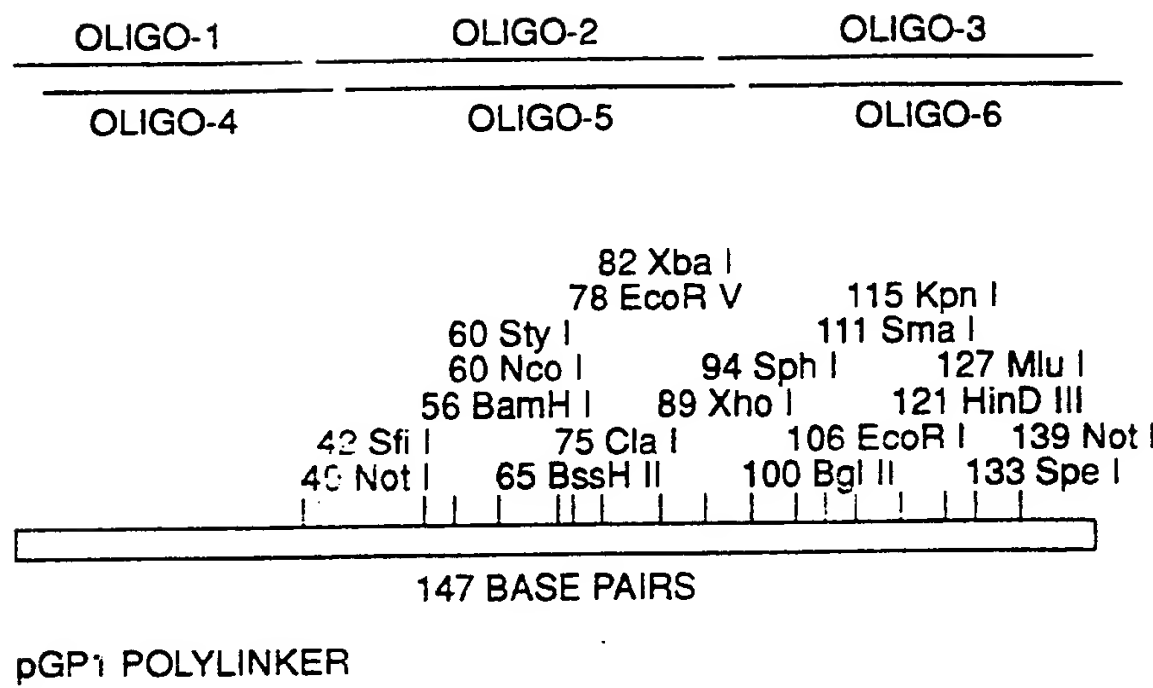 OLIGO-1 OLIGO-2 OLIGO-3
OLIGO-4 OLIGO-5 OLIGO-6
82 Xba I
78 EcoR V 115 Kpn I
60 Sty I 111 Sma I
60 Nco I 94 Sph I 127 Mlu I
56 BamH I 89 Xho I 121 HinD III
42 Sfi I 75 Cla I 106 EcoR I 139 Not I
Not I 65 BssH II 100 Bgl II 133 Spe I
147 BASE PAIRS
pGP1 POLYLINKER